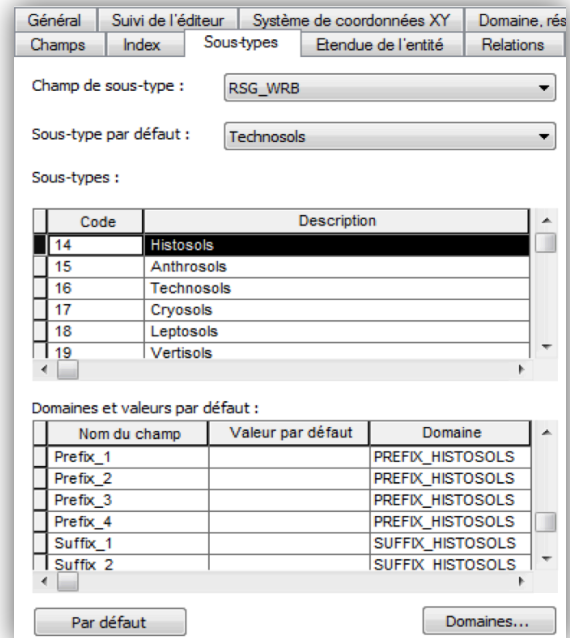 Général Suivi de l'éditeur Système de coordonnées XY Domaine, rés
Champs Index Sous-types Etendue de l'entité Relations
Champ de sous-type : RSG_WRB
Sous-type par défaut : Technosols
Sous-types :
Code Description
14 Histosols
15 Anthrosols
16 Technosols
17 Cryosols
18 Leptosols
19 Vertisols
Domaines et valeurs par défaut :
Nom du champ Valeur par défaut Domaine
Prefix_1 PREFIX_HISTOSOLS
Prefix_2 PREFIX_HISTOSOLS
Prefix_3 PREFIX_HISTOSOLS
Prefix_4 PREFIX_HISTOSOLS
Suffix_1 SUFFIX_HISTOSOLS
Suffix_2 SUFFIX_HISTOSOLS
Par défaut Domaines...